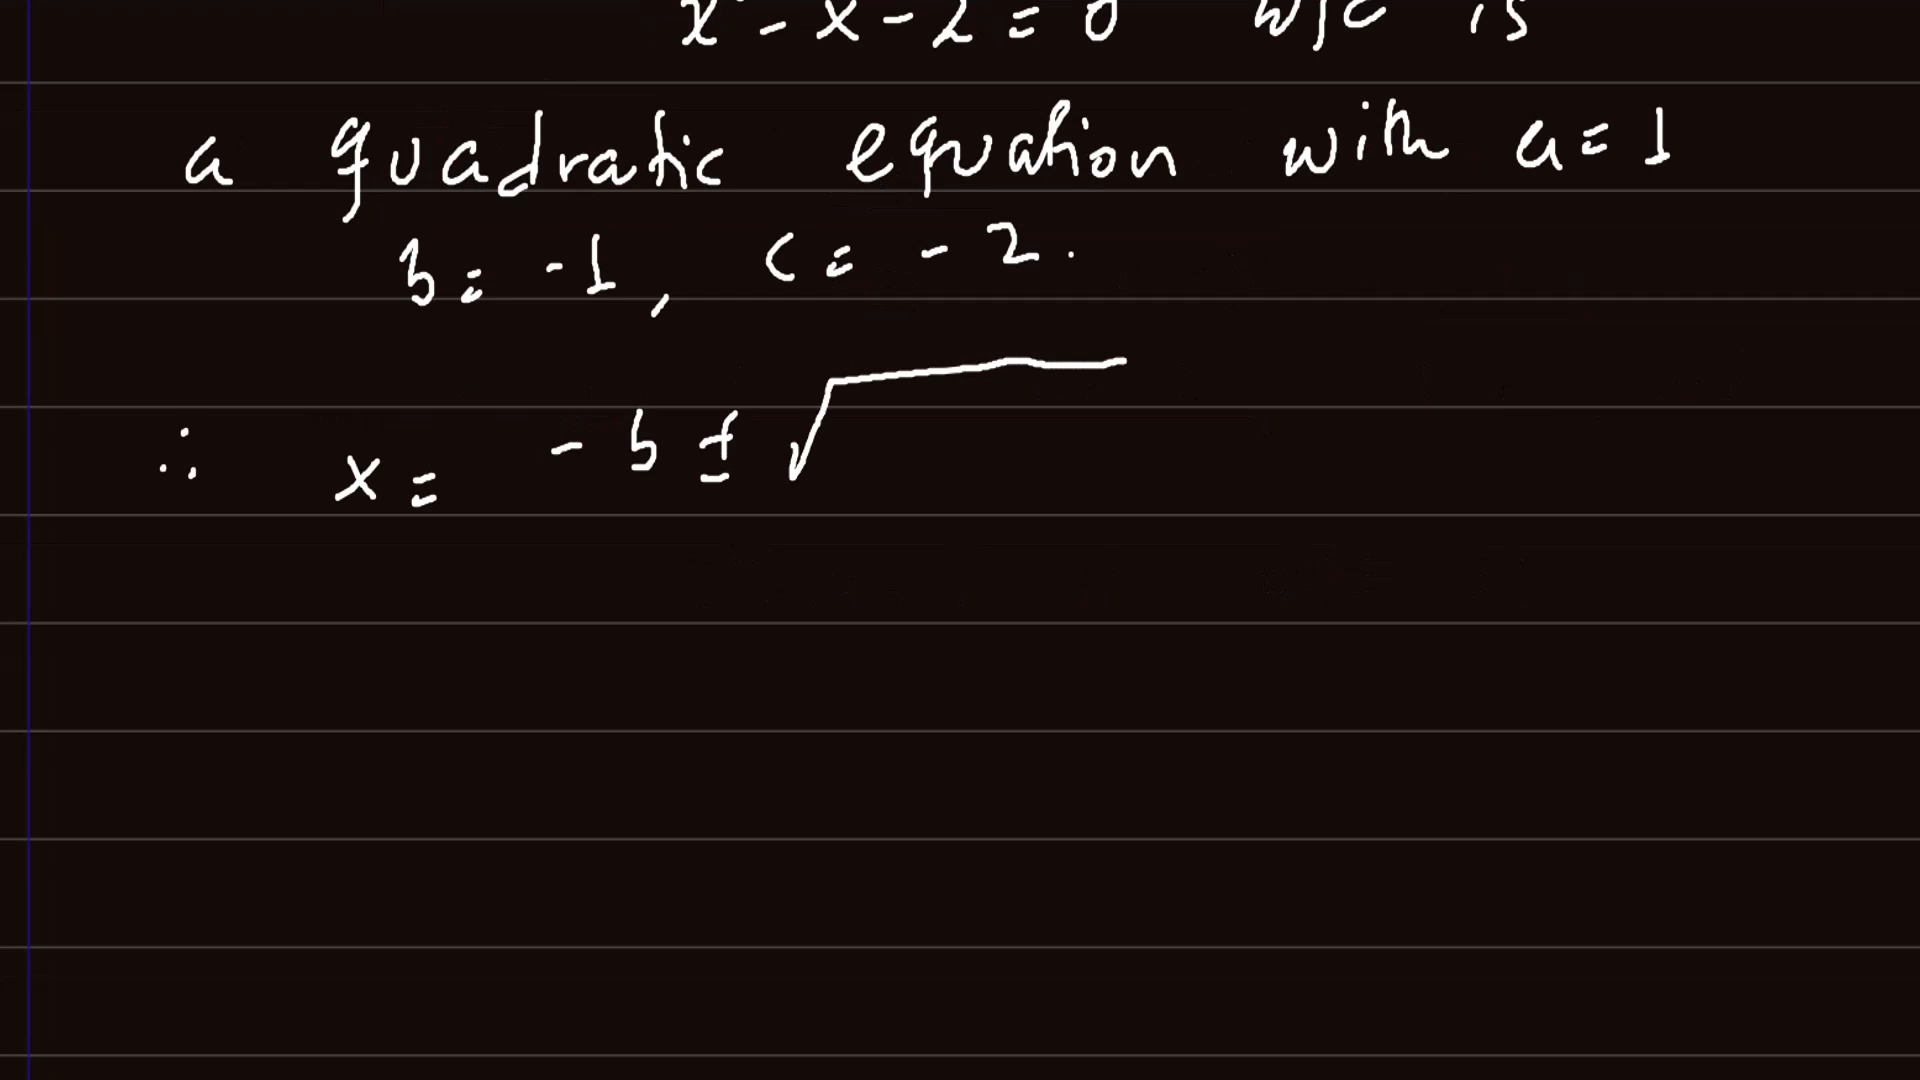 x² - x - 2 = 0 w/c is
a quadratic equation with a = 1
b = -1, c = -2.
∴ x = -b ± √